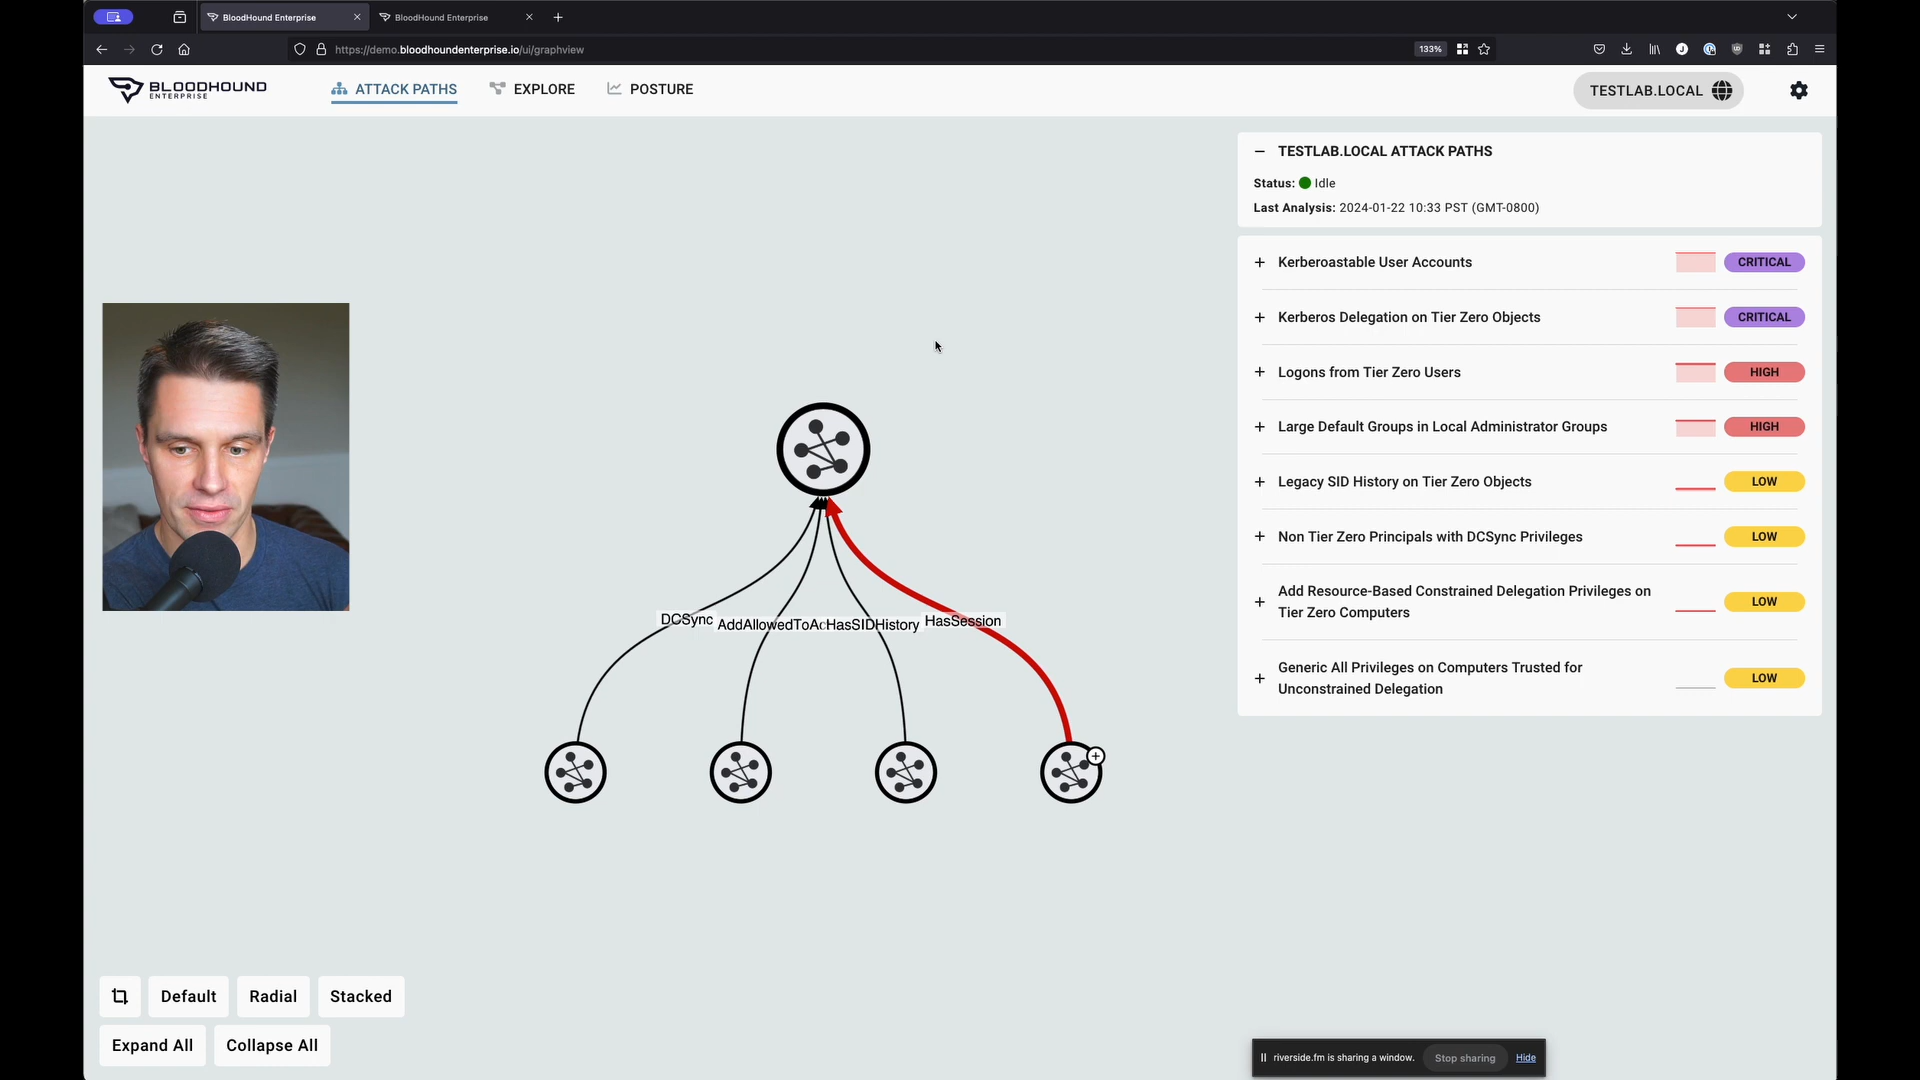 BloodHound Enterprise
BloodHound Enterprise
https://demo.bloodhoundenterprise.io/ui/graphview
133%
BLOODHOUND
ENTERPRISE
ATTACK PATHS
EXPLORE
POSTURE
TESTLAB.LOCAL
TESTLAB.LOCAL ATTACK PATHS
Status: Idle
Last Analysis: 2024-01-22 10:33 PST (GMT-0800)
Kerberoastable User Accounts
CRITICAL
Kerberos Delegation on Tier Zero Objects
CRITICAL
Logons from Tier Zero Users
HIGH
Large Default Groups in Local Administrator Groups
HIGH
Legacy SID History on Tier Zero Objects
LOW
Non Tier Zero Principals with DCSync Privileges
LOW
Add Resource-Based Constrained Delegation Privileges on
Tier Zero Computers
LOW
Generic All Privileges on Computers Trusted for
Unconstrained Delegation
LOW
DCSync
AddAllowedToAc
HasSIDHistory
HasSession
Default
Radial
Stacked
Expand All
Collapse All
riverside.fm is sharing a window.
Stop sharing
Hide